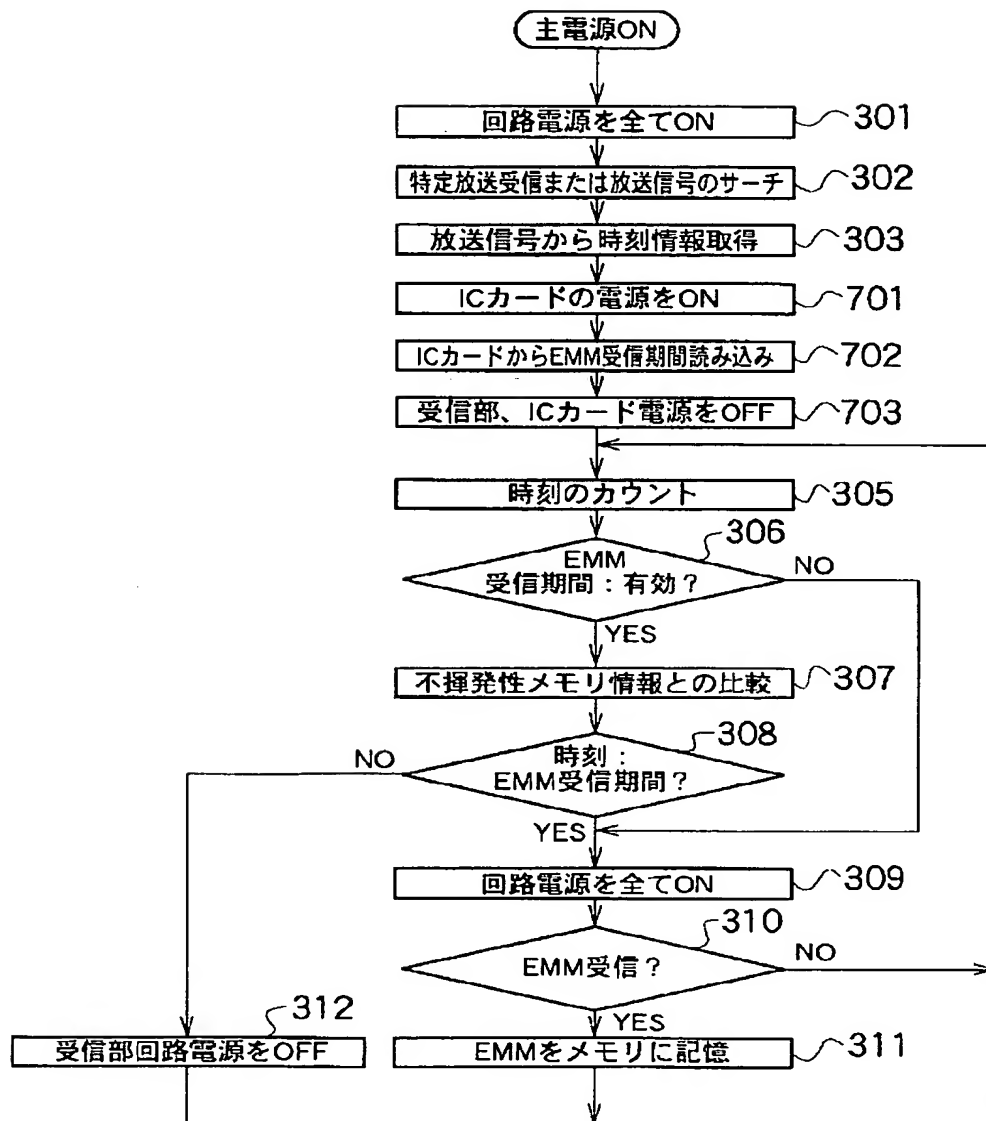 主電源ON
回路電源を全てON
301
特定放送受信または放送信号のサーチ
302
放送信号から時刻情報取得
303
ICカードの電源をON
701
ICカードからEMM受信期間読み込み
702
受信部、ICカード電源をOFF
703
時刻のカウント
305
306
EMM
受信期間：有効？
NO
YES
不揮発性メモリ情報との比較
307
308
時刻：
EMM受信期間？
NO
YES
回路電源を全てON
309
310
EMM受信？
NO
YES
312
受信部回路電源をOFF
EMMをメモリに記憶
311